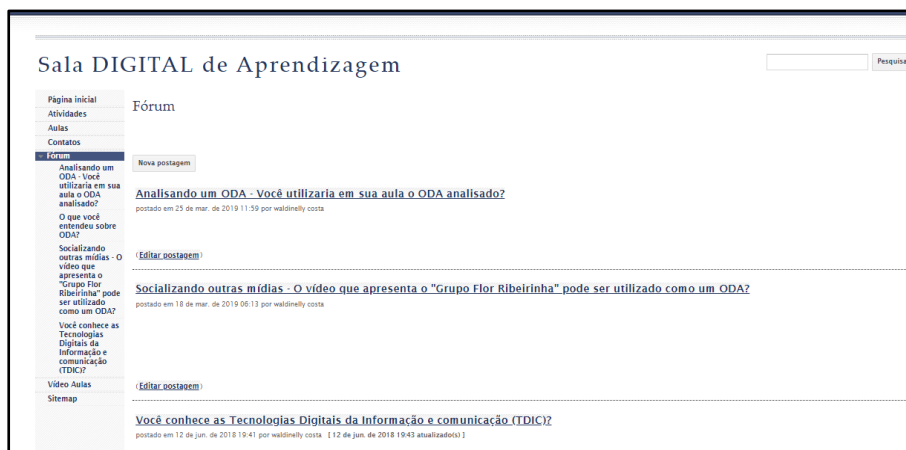 Sala DIGITAL de Aprendizagem
Pesquisa
Página inicial
Atividades
Aulas
Contatos
Fórum
Analisando um
ODA - Você
utilizaria em sua
aula o ODA
analisado?
O que você
entendeu sobre
ODA?
Socializando
outras mídias - O
vídeo que
apresenta o
"Grupo Flor
Ribeirinha" pode
ser utilizado
como um ODA?
Você conhece as
Tecnologias
Digitais da
Informação e
comunicação
(TDIC)?
Vídeo Aulas
Sitemap
Fórum
Nova postagem
Analisando um ODA - Você utilizaria em sua aula o ODA analisado?
postado em 25 de mar. de 2019 11:59 por waldinelly costa
(Editar postagem)
Socializando outras mídias - O vídeo que apresenta o "Grupo Flor Ribeirinha" pode ser utilizado como um ODA?
postado em 18 de mar. de 2019 06:13 por waldinelly costa
(Editar postagem)
Você conhece as Tecnologias Digitais da Informação e comunicação (TDIC)?
postado em 12 de jun. de 2018 19:41 por waldinelly costa [ 12 de jun. de 2018 19:43 atualizado(s) ]